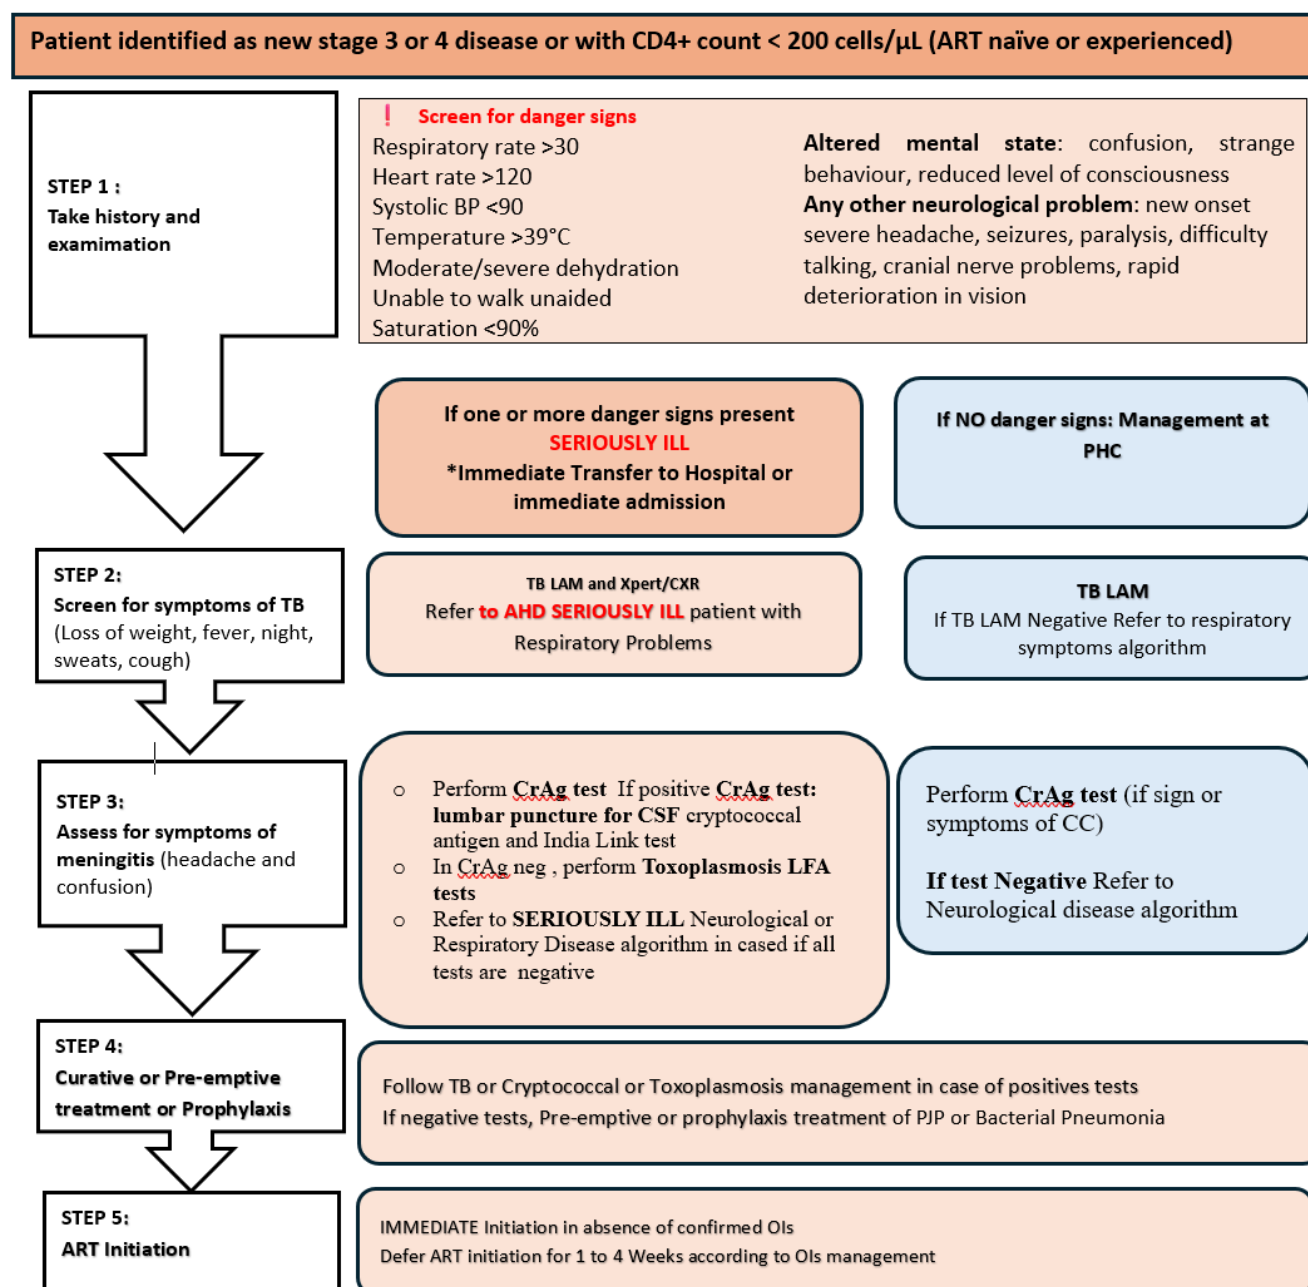 Patient identified as new stage 3 or 4 disease or with CD4+ count < 200 cells/µL (ART naïve or experienced)
STEP 1 :
Take history and
examimation
❗ Screen for danger signs
Respiratory rate >30
Heart rate >120
Systolic BP <90
Temperature >39°C
Moderate/severe dehydration
Unable to walk unaided
Saturation <90%
Altered mental state: confusion, strange
behaviour, reduced level of consciousness
Any other neurological problem: new onset
severe headache, seizures, paralysis, difficulty
talking, cranial nerve problems, rapid
deterioration in vision
If one or more danger signs present
SERIOUSLY ILL
*Immediate Transfer to Hospital or
immediate admission
If NO danger signs: Management at
PHC
STEP 2:
Screen for symptoms of TB
(Loss of weight, fever, night,
sweats, cough)
TB LAM and Xpert/CXR
Refer to AHD SERIOUSLY ILL patient with
Respiratory Problems
TB LAM
If TB LAM Negative Refer to respiratory
symptoms algorithm
STEP 3:
Assess for symptoms of
meningitis (headache and
confusion)
o Perform CrAg test If positive CrAg test:
lumbar puncture for CSF cryptococcal
antigen and India Link test
o In CrAg neg , perform Toxoplasmosis LFA
tests
o Refer to SERIOUSLY ILL Neurological or
Respiratory Disease algorithm in cased if all
tests are negative
Perform CrAg test (if sign or
symptoms of CC)
If test Negative Refer to
Neurological disease algorithm
STEP 4:
Curative or Pre-emptive
treatment or Prophylaxis
Follow TB or Cryptococcal or Toxoplasmosis management in case of positives tests
If negative tests, Pre-emptive or prophylaxis treatment of PJP or Bacterial Pneumonia
STEP 5:
ART Initiation
IMMEDIATE Initiation in absence of confirmed OIs
Defer ART initiation for 1 to 4 Weeks according to OIs management